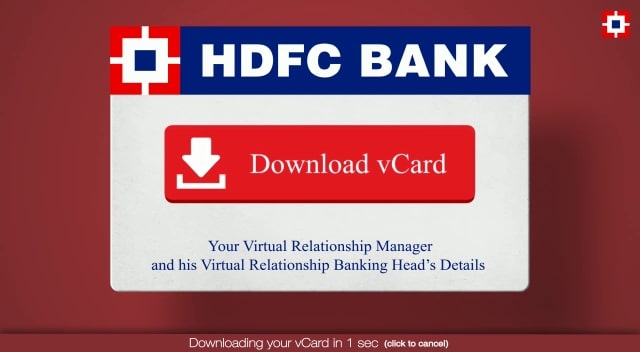 HDFC BANK
Download vCard
Your Virtual Relationship Manager
and his Virtual Relationship Banking Head's Details
Downloading your vCard in 1 sec (click to cancel)